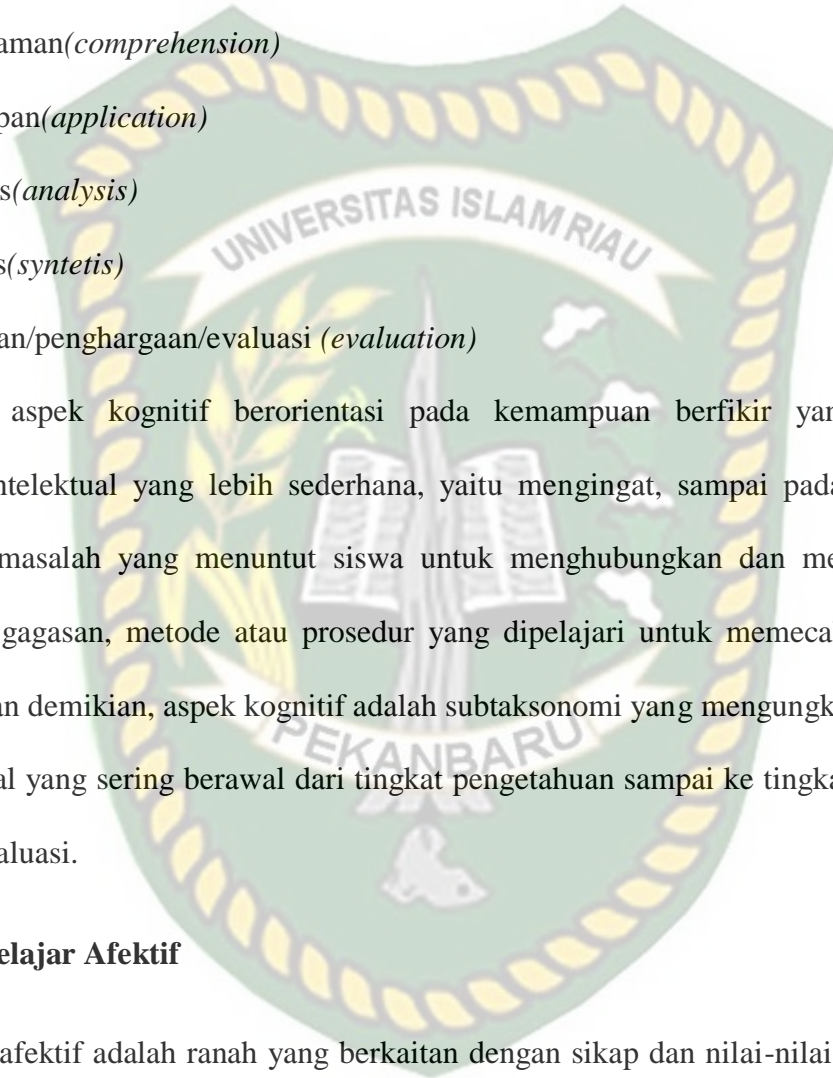 aman(comprehension)
pan(application)
s(analysis)
s(syntetis)
an/penghargaan/evaluasi (evaluation)
aspek kognitif berorientasi pada kemampuan berfikir yan
ntelektual yang lebih sederhana, yaitu mengingat, sampai pada
masalah yang menuntut siswa untuk menghubungkan dan me
gagasan, metode atau prosedur yang dipelajari untuk memecal
an demikian, aspek kognitif adalah subtaksonomi yang mengungk
al yang sering berawal dari tingkat pengetahuan sampai ke tingka
aluasi.
elajar Afektif
afektif adalah ranah yang berkaitan dengan sikap dan nilai-nilai
UNIVERSITAS ISLAM RIAU
PEKANBARU